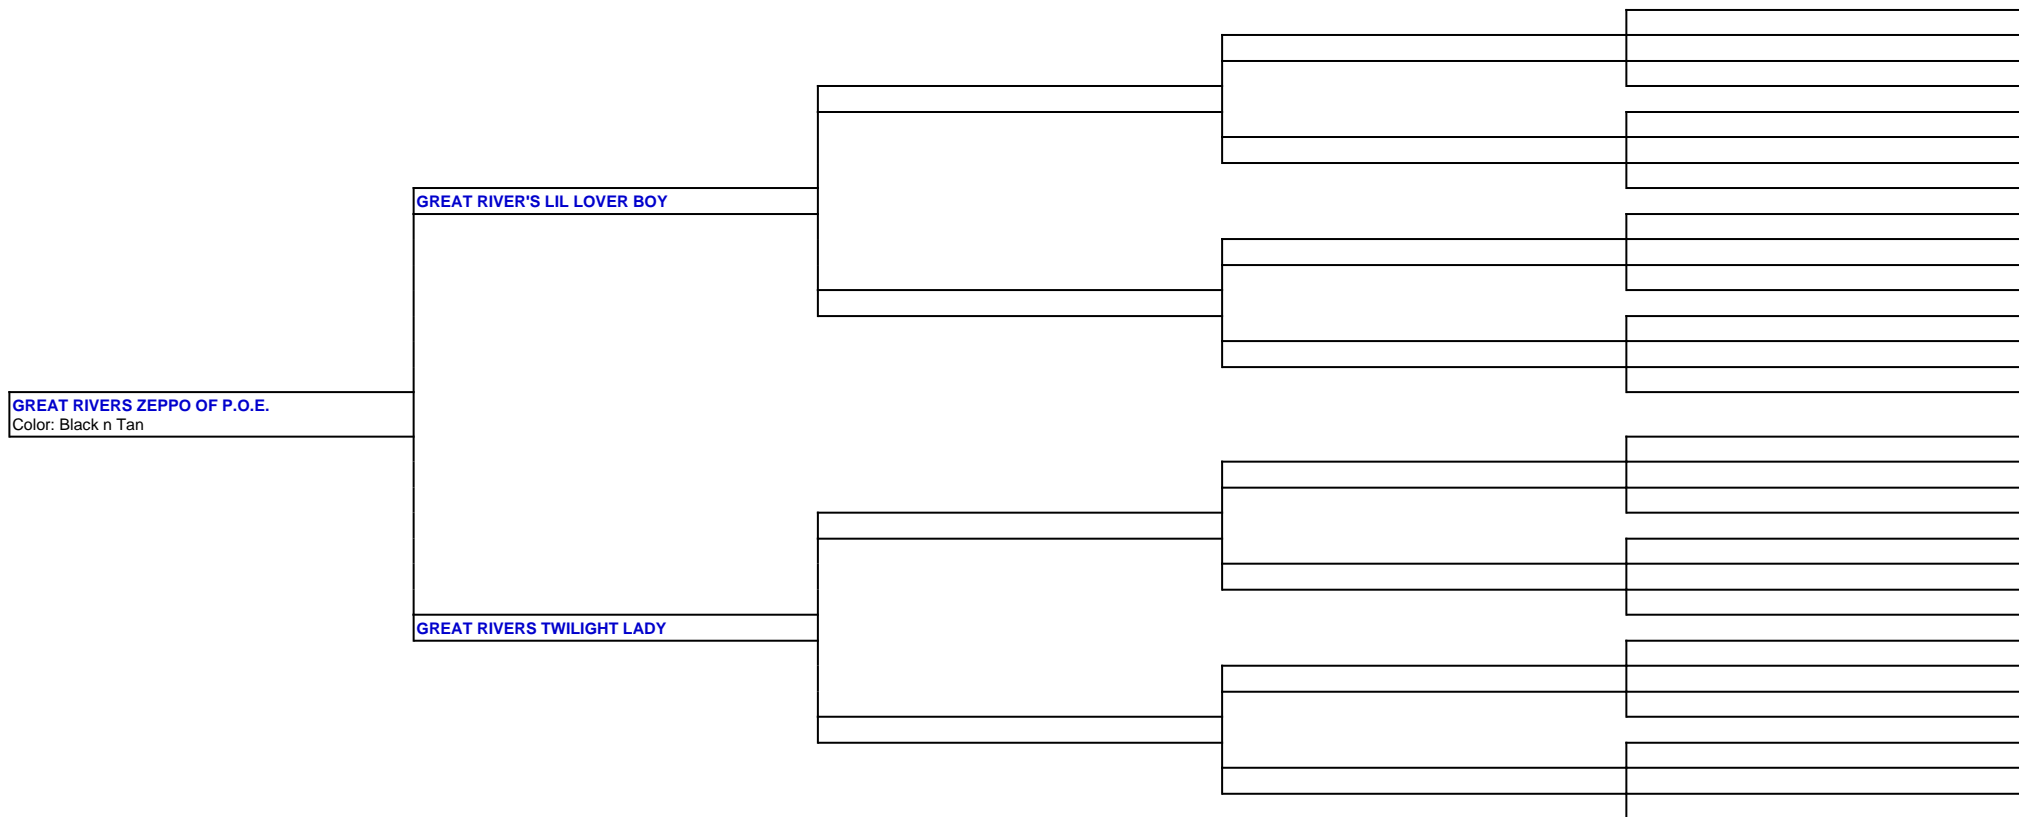 GREAT RIVER'S LIL LOVER BOY
GREAT RIVERS ZEPPO OF P.O.E.
Color: Black n Tan
GREAT RIVERS TWILIGHT LADY